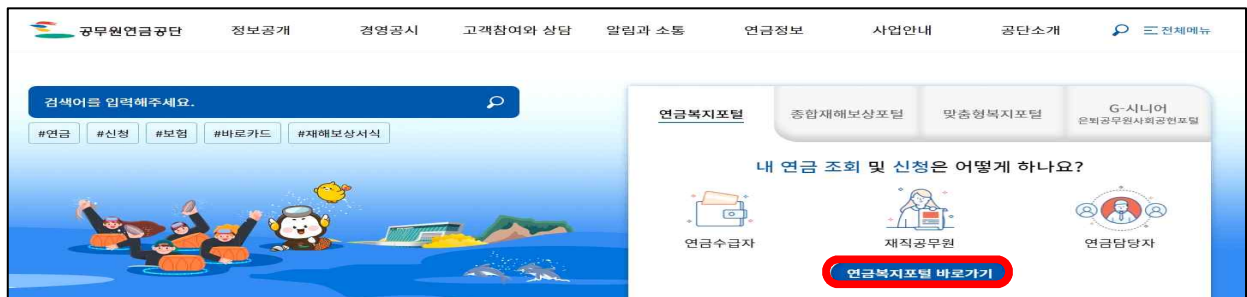 공무원연금공단 정보공개 경영공시 고객참여와 상담 알림과 소통 연금정보 사업안내 공단소개 전체메뉴
검색어를 입력해주세요.
#연금 #신청 #보험 #바로카드 #재해보상서식
연금복지포털 종합재해보상포털 맞춤형복지포털 G-시니어
은퇴공무원사회공헌포털
내 연금 조회 및 신청은 어떻게 하나요?
연금수급자 재직공무원 연금담당자
연금복지포털 바로가기